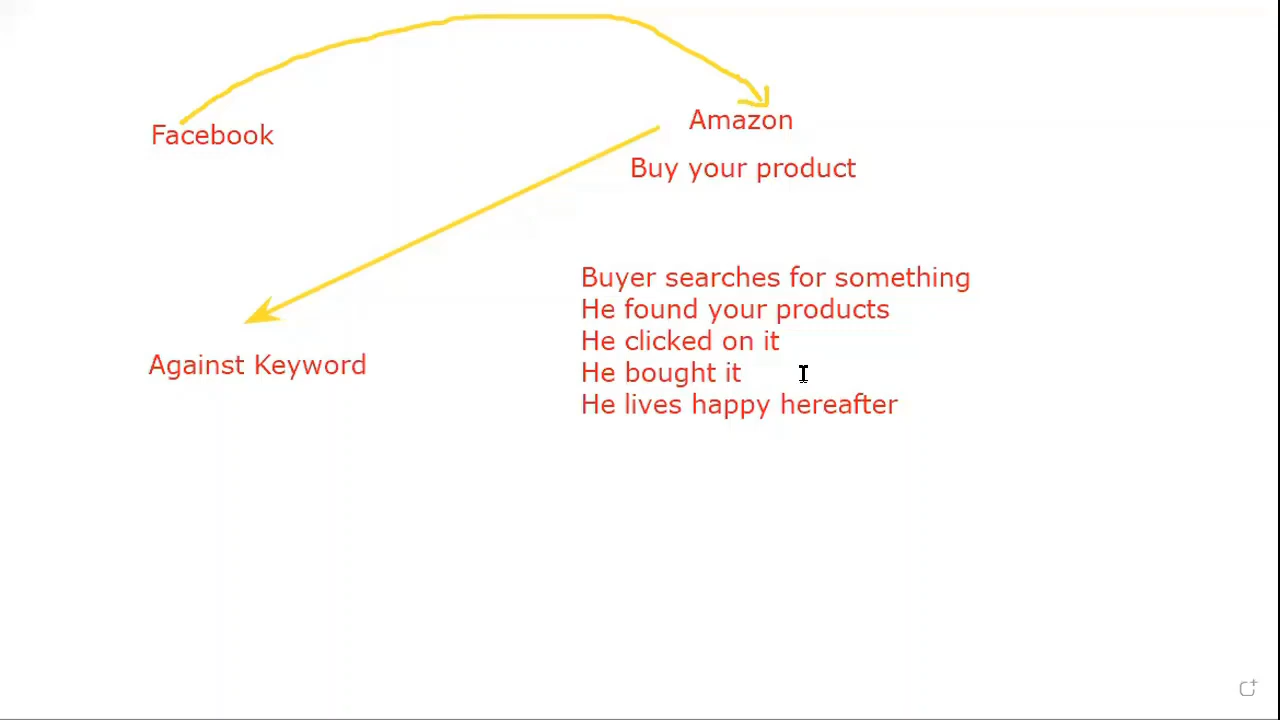 Facebook
Amazon
Buy your product
Buyer searches for something
He found your products
He clicked on it
He bought it
He lives happy hereafter
Against Keyword